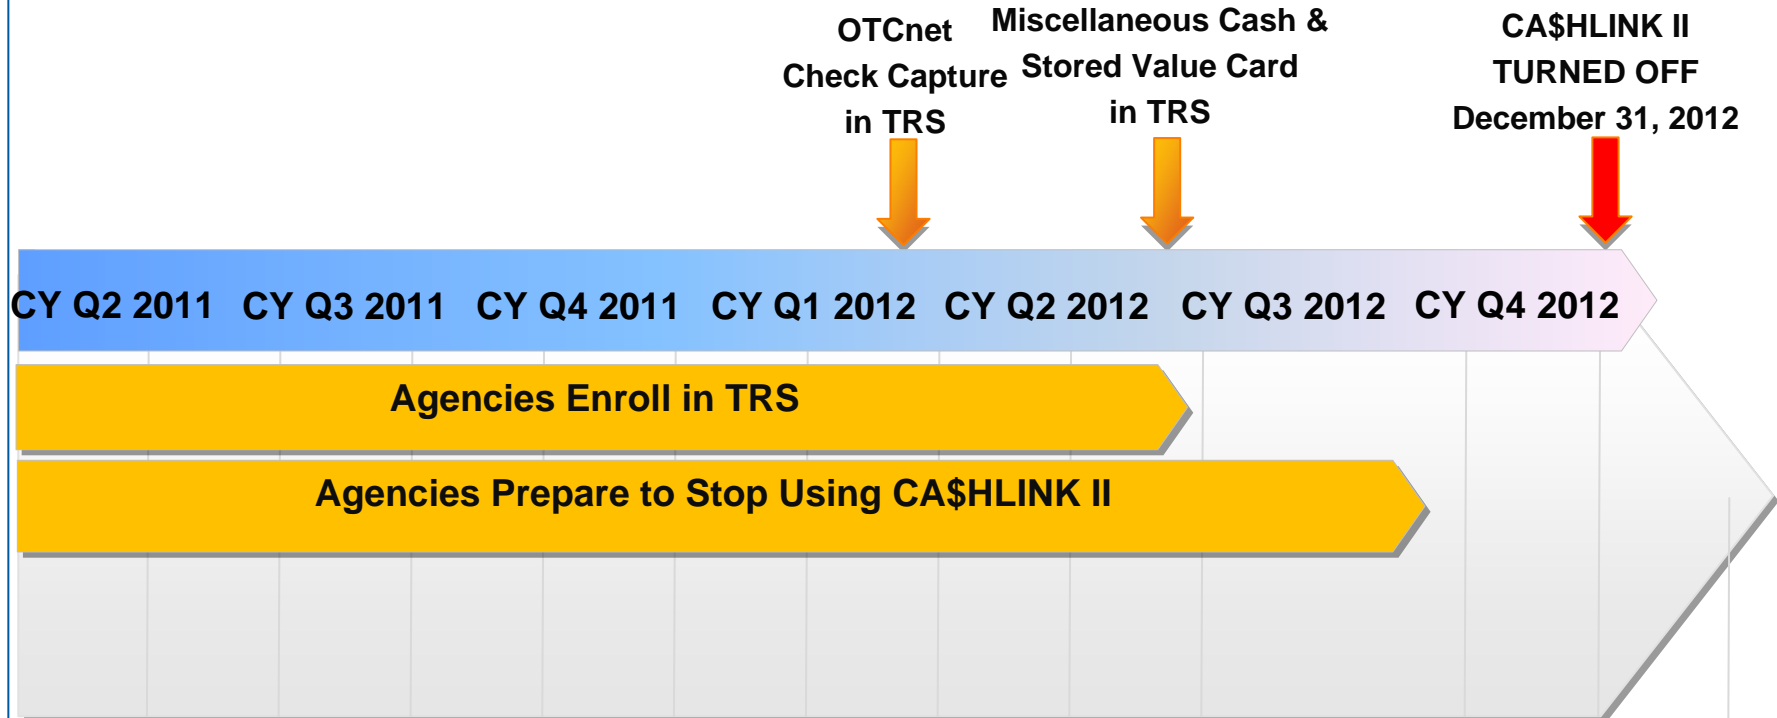 OTCnet
Check Capture
in TRS
Miscellaneous Cash &
Stored Value Card
in TRS
CA$HLINK II
TURNED OFF
December 31, 2012
CY Q2 2011 CY Q3 2011 CY Q4 2011 CY Q1 2012 CY Q2 2012 CY Q3 2012 CY Q4 2012
Agencies Enroll in TRS
Agencies Prepare to Stop Using CA$HLINK II